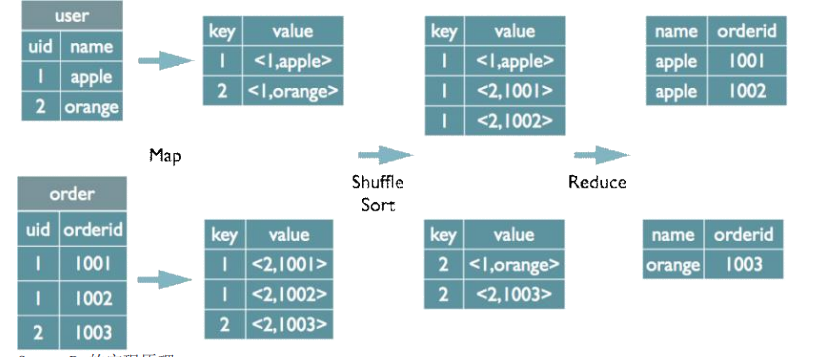 user
uid name
1 apple
2 orange
key value
1 <1,apple>
2 <1,orange>
key value
1 <1,apple>
1 <2,1001>
1 <2,1002>
name orderid
apple 1001
apple 1002
Map
Shuffle
Sort
Reduce
order
uid orderid
1 1001
1 1002
2 1003
key value
1 <2,1001>
1 <2,1002>
2 <2,1003>
key value
2 <1,orange>
2 <2,1003>
name orderid
orange 1003